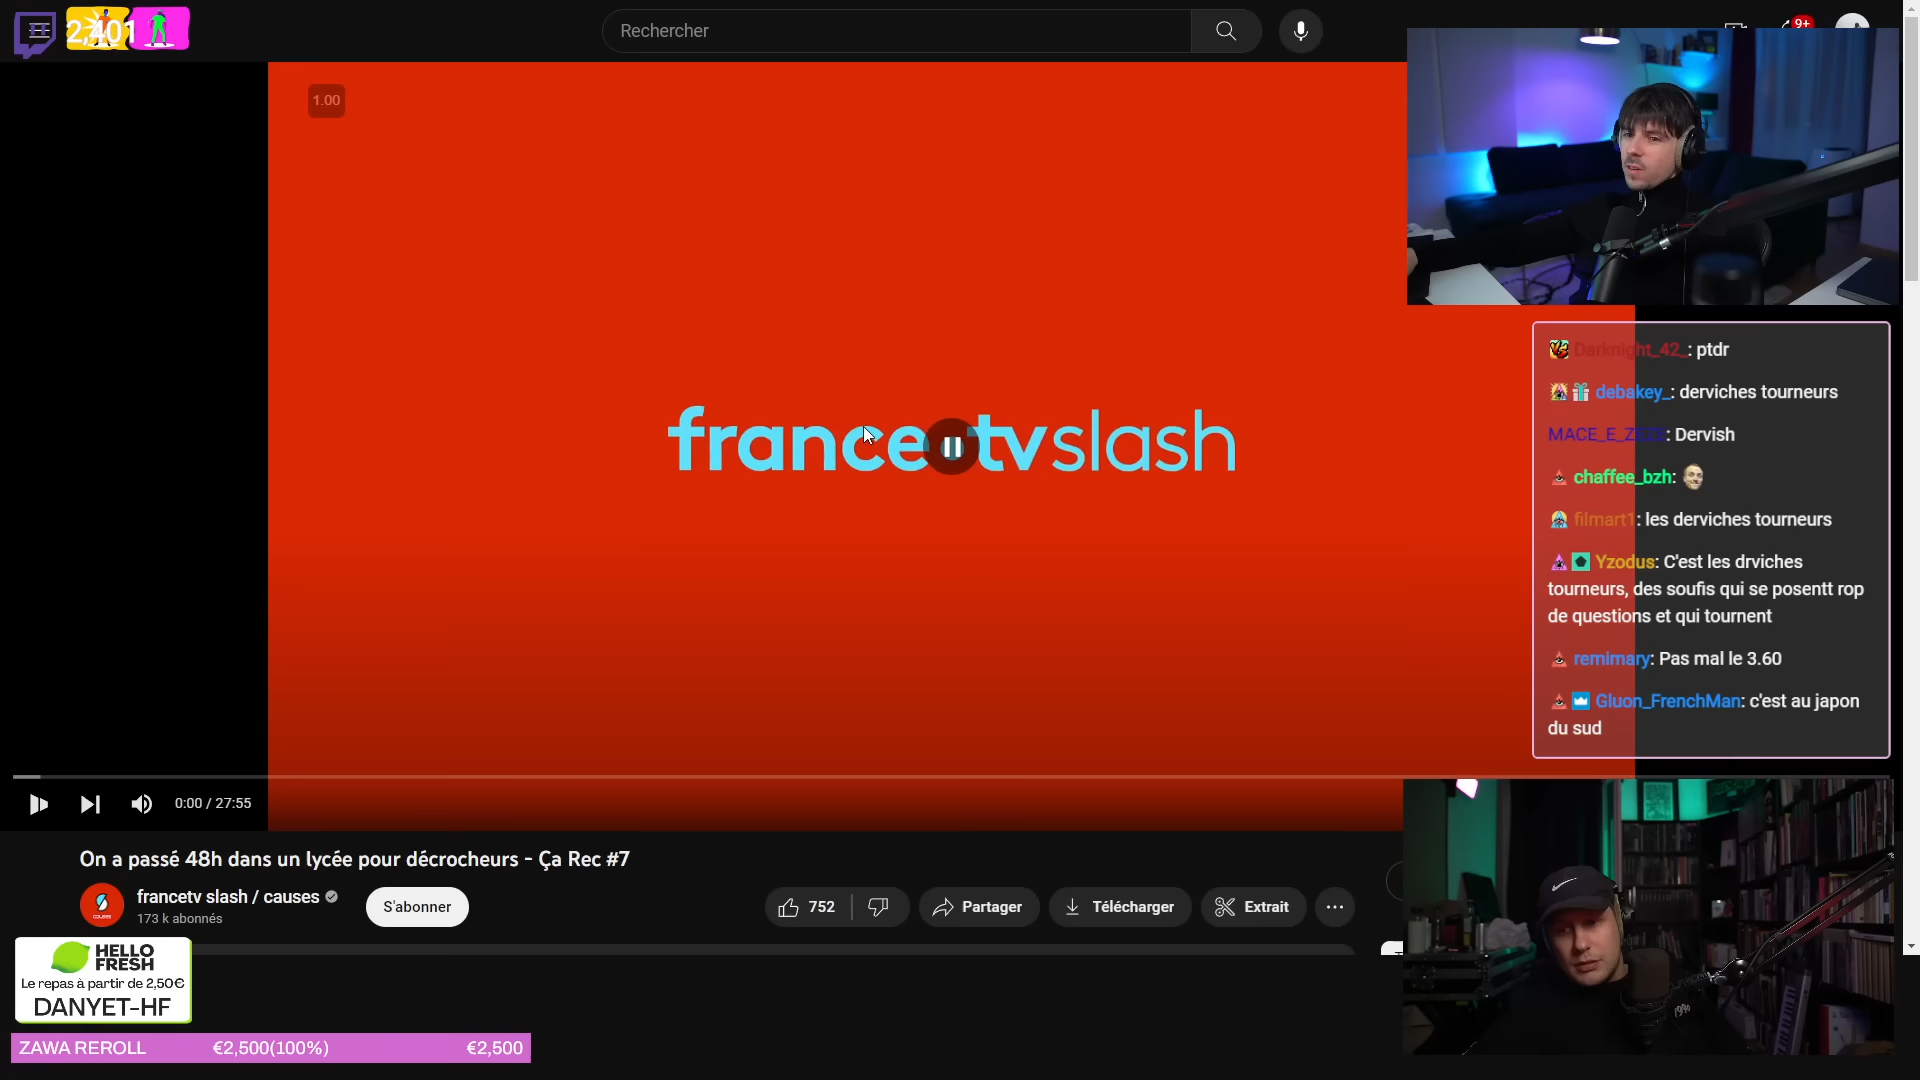 2,401
Rechercher
9+
1.00
francetvslash
Darknight_42_: ptdr
debakey_: derviches tourneurs
MACE_E_: Dervish
chaffee_bzh:
filmart1: les derviches tourneurs
Yzodus: C'est les drviches
tourneurs, des soufis qui se posentt rop
de questions et qui tournent
remimary: Pas mal le 3.60
Gluon_FrenchMan: c'est au japon
du sud
0:00 / 27:55
On a passé 48h dans un lycée pour décrocheurs - Ça Rec #7
francetv slash / causes
173 k abonnés
S'abonner
752
Partager
Télécharger
Extrait
HELLO
FRESH
Le repas à partir de 2,50€
DANYET-HF
ZAWA REROLL €2,500(100%) €2,500